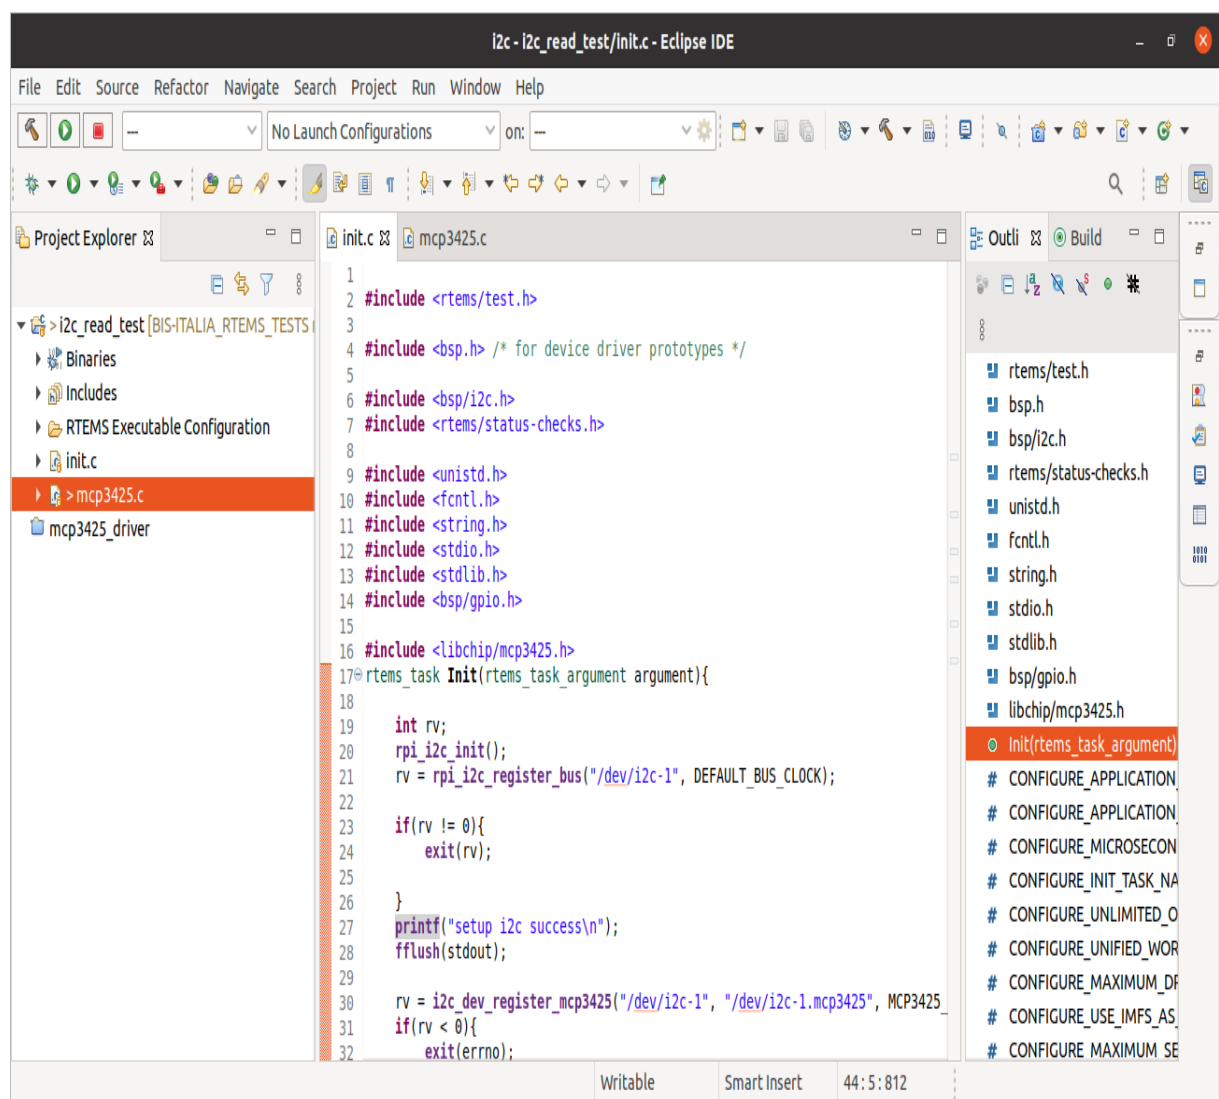 i2c - i2c_read_test/init.c - Eclipse IDE
File Edit Source Refactor Navigate Search Project Run Window Help
--- No Launch Configurations on: ---
Project Explorer
i2c_read_test [BIS-ITALIA_RTEMS_TESTS
Binaries
Includes
RTEMS Executable Configuration
init.c
> mcp3425.c
mcp3425_driver
init.c mcp3425.c
1
2 #include <rtems/test.h>
3
4 #include <bsp.h> /* for device driver prototypes */
5
6 #include <bsp/i2c.h>
7 #include <rtems/status-checks.h>
8
9 #include <unistd.h>
10 #include <fcntl.h>
11 #include <string.h>
12 #include <stdio.h>
13 #include <stdlib.h>
14 #include <bsp/gpio.h>
15
16 #include <libchip/mcp3425.h>
17 rtems_task Init(rtems_task_argument argument){
18
19 int rv;
20 rpi_i2c_init();
21 rv = rpi_i2c_register_bus("/dev/i2c-1", DEFAULT_BUS_CLOCK);
22
23 if(rv != 0){
24 exit(rv);
25
26 }
27 printf("setup i2c success\n");
28 fflush(stdout);
29
30 rv = i2c_dev_register_mcp3425("/dev/i2c-1", "/dev/i2c-1.mcp3425", MCP3425_
31 if(rv < 0){
32 exit(errno);
Outli Build
rtems/test.h
bsp.h
bsp/i2c.h
rtems/status-checks.h
unistd.h
fcntl.h
string.h
stdio.h
stdlib.h
bsp/gpio.h
libchip/mcp3425.h
Init(rtems_task_argument)
# CONFIGURE_APPLICATION_
# CONFIGURE_APPLICATION_
# CONFIGURE_MICROSECON
# CONFIGURE_INIT_TASK_NA
# CONFIGURE_UNLIMITED_O
# CONFIGURE_UNIFIED_WOR
# CONFIGURE_MAXIMUM_DR
# CONFIGURE_USE_IMFS_AS_
# CONFIGURE_MAXIMUM_SE
Writable Smart Insert 44 : 5 : 812